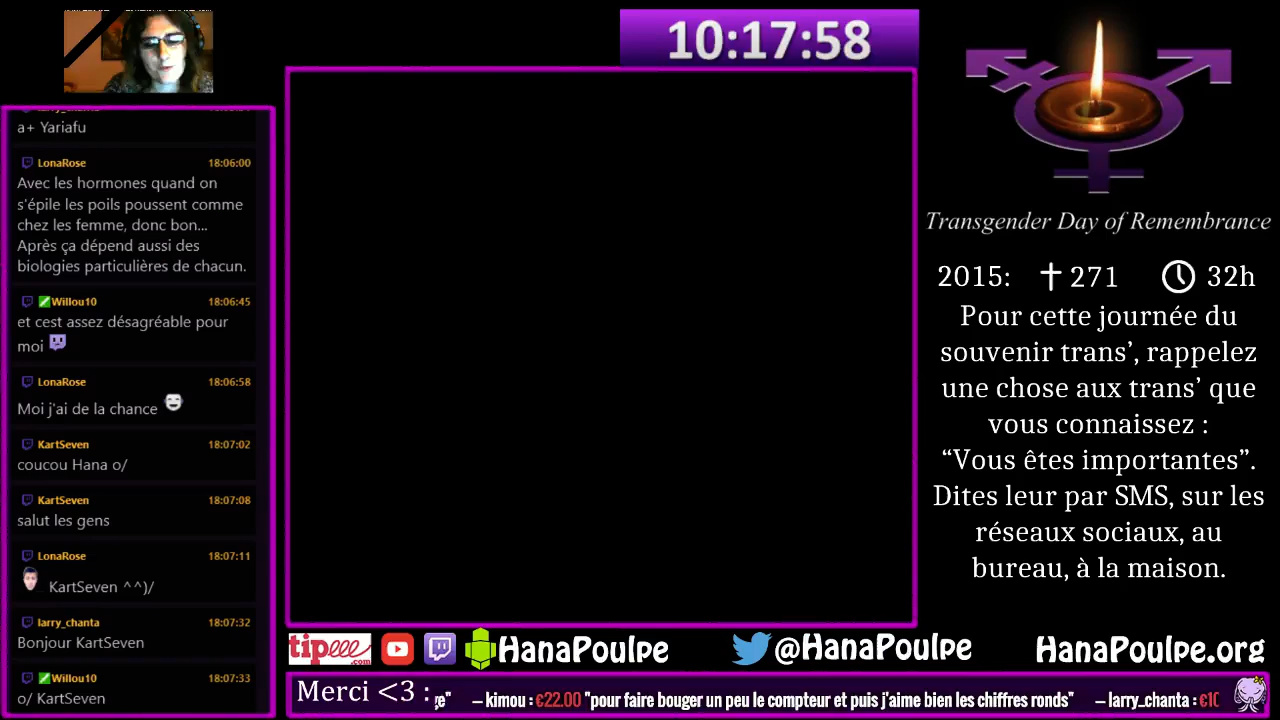 10:17:58
a+ Yariafu
LonaRose 18:06:00
Avec les hormones quand on
s'épile les poils poussent comme
chez les femme, donc bon...
Après ça dépend aussi des
biologies particulières de chacun.
Willou10 18:06:45
et cest assez désagréable pour
moi
LonaRose 18:06:58
Moi j'ai de la chance
KartSeven 18:07:02
coucou Hana o/
KartSeven 18:07:08
salut les gens
LonaRose 18:07:11
KartSeven ^^)/
larry_chanta 18:07:32
Bonjour KartSeven
Willou10 18:07:33
o/ KartSeven
Transgender Day of Remembrance
2015: 271 32h
Pour cette journée du
souvenir trans’, rappelez
une chose aux trans’ que
vous connaissez :
“Vous êtes importantes”.
Dites leur par SMS, sur les
réseaux sociaux, au
bureau, à la maison.
tipeee.com HanaPoulpe @HanaPoulpe HanaPoulpe.org
Merci <3 : e" — kimou : €22.00 "pour faire bouger un peu le compteur et puis j'aime bien les chiffres ronds" — larry_chanta : €10